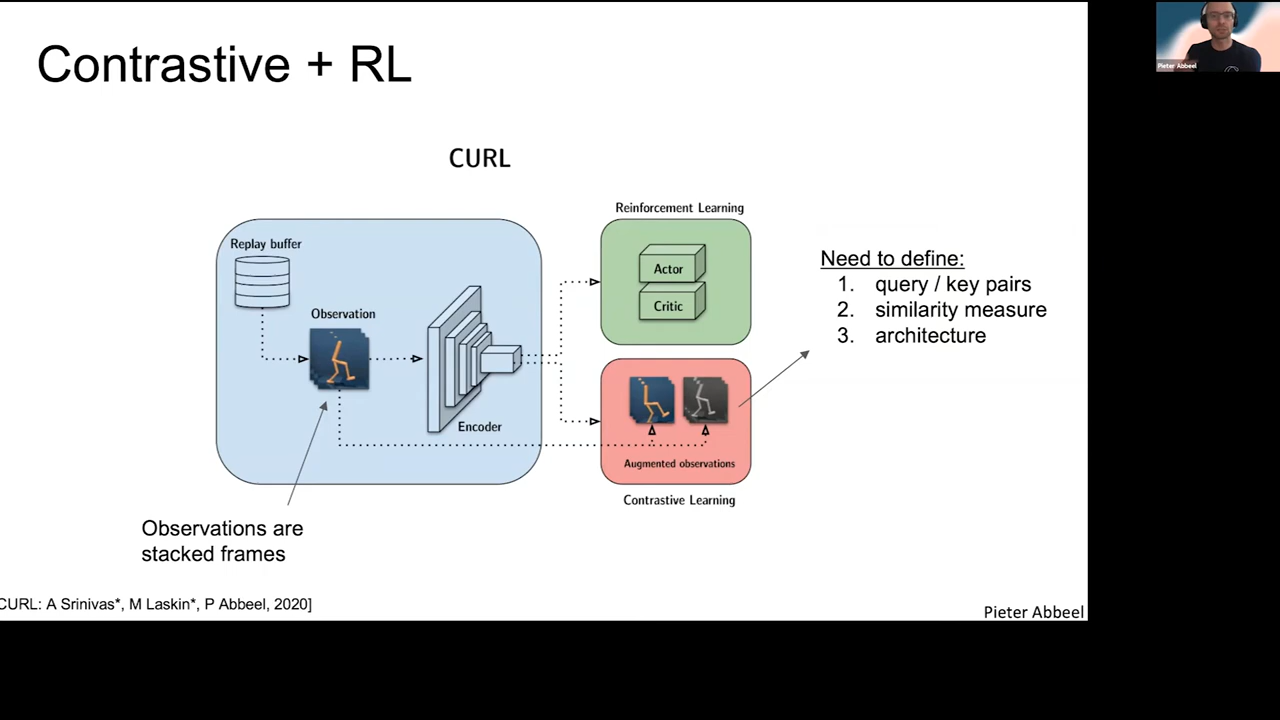 Contrastive + RL
Pieter Abbeel
CURL
Replay buffer
Observation
Encoder
Reinforcement Learning
Actor
Critic
Augmented observations
Contrastive Learning
Need to define:
1. query / key pairs
2. similarity measure
3. architecture
Observations are
stacked frames
CURL: A Srinivas*, M Laskin*, P Abbeel, 2020]
Pieter Abbeel